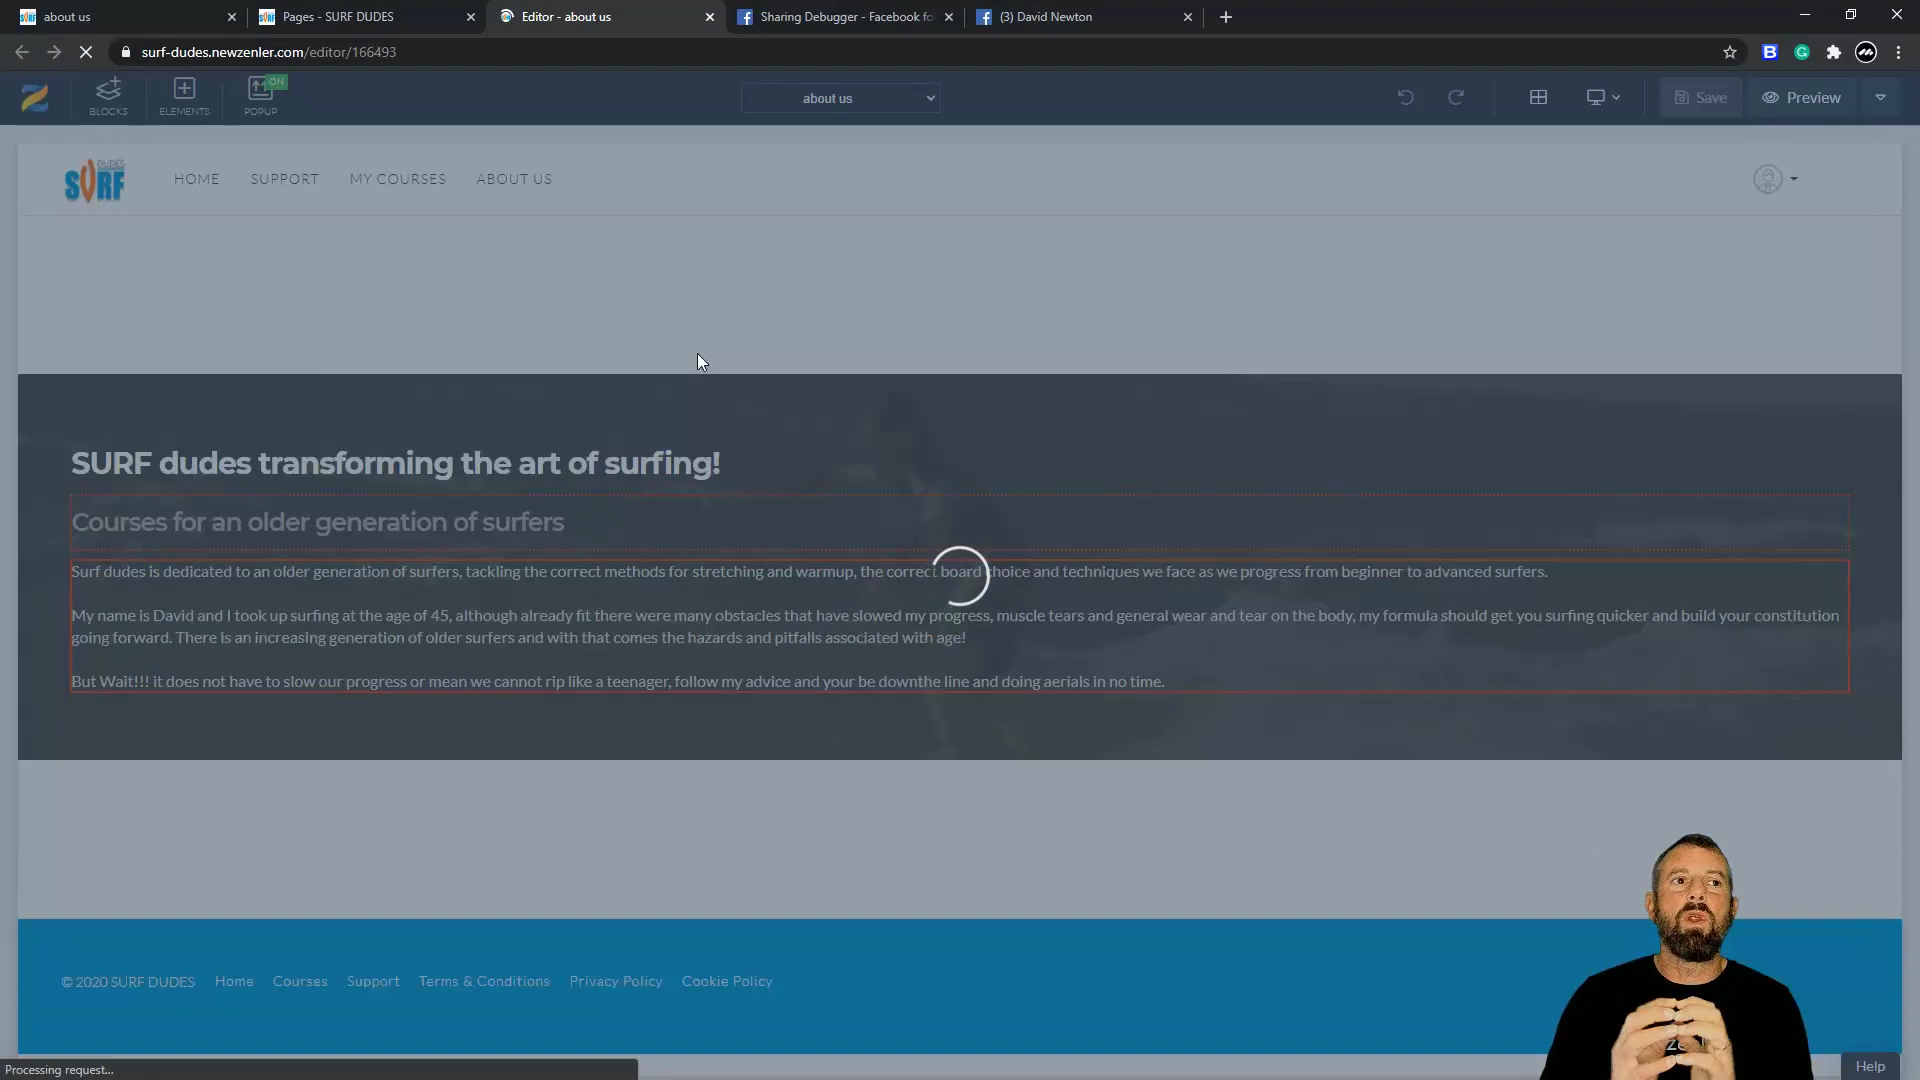 about us
Pages - SURF DUDES
Editor - about us
Sharing Debugger - Facebook fo
(3) David Newton
surf-dudes.newzenler.com/editor/166493
BLOCKS
ELEMENTS
ON
POPUP
about us
Save
Preview
DUDES
SURF
HOME
SUPPORT
MY COURSES
ABOUT US
SURF dudes transforming the art of surfing!
Courses for an older generation of surfers
Surf dudes is dedicated to an older generation of surfers, tackling the correct methods for stretching and warmup, the correct board choice and techniques we face as we progress from beginner to advanced surfers.
My name is David and I took up surfing at the age of 45, although already fit there were many obstacles that have slowed my progress, muscle tears and general wear and tear on the body, my formula should get you surfing quicker and build your constitution
going forward. There is an increasing generation of older surfers and with that comes the hazards and pitfalls associated with age!
But Wait!!! it does not have to slow our progress or mean we cannot rip like a teenager, follow my advice and your be downthe line and doing aerials in no time.
© 2020 SURF DUDES
Home
Courses
Support
Terms & Conditions
Privacy Policy
Cookie Policy
Processing request...
Help